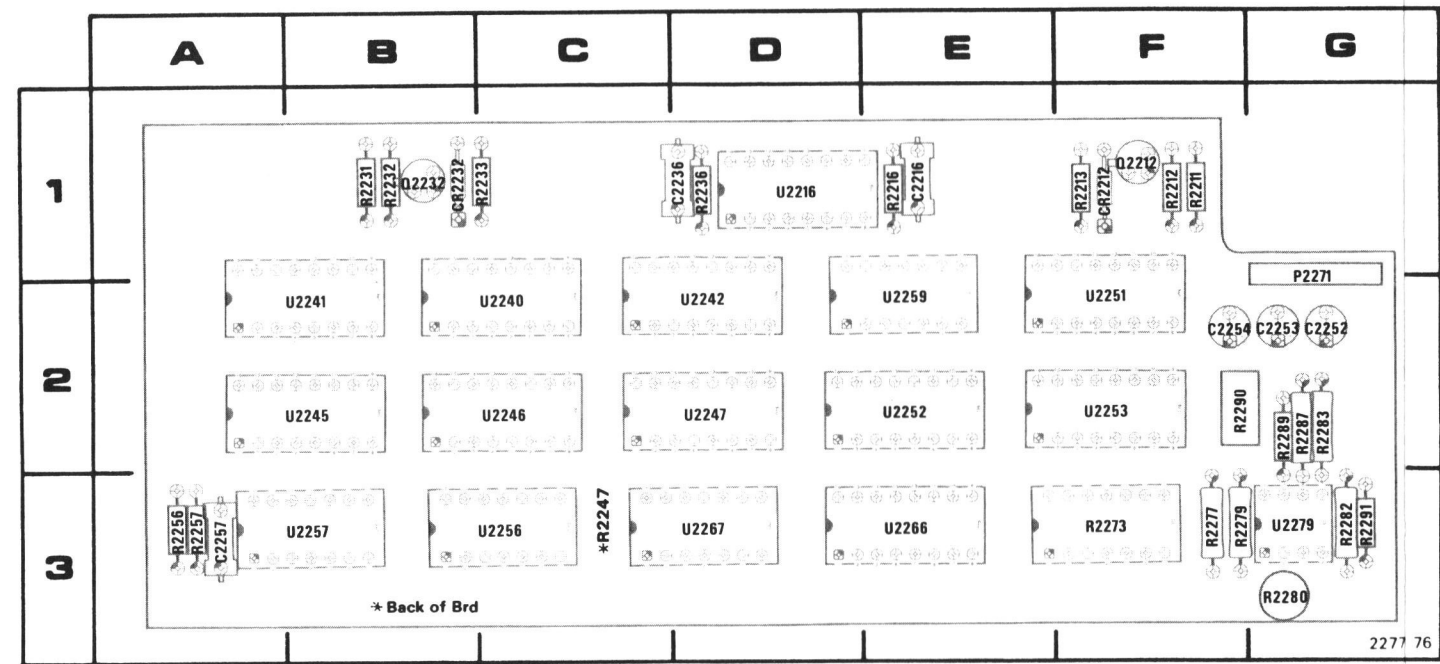 A B C D E F G
1
R2231 R2232 Q2232 CR2232 R2233 C2236 R2236 U2216 R2216 C2216 R2213 CR2212 Q2212 R2212 R2211
P2271
U2241 U2240 U2242 U2259 U2251
C2254 C2253 C2252
2
U2245 U2246 U2247 U2252 U2253 R2290 R2289 R2287 R2283
3
R2256 R2257 C2257 U2257 U2256 *R2247 U2267 U2266 R2273 R2277 R2279 U2279 R2282 R2291
R2280
* Back of Brd
2277 76